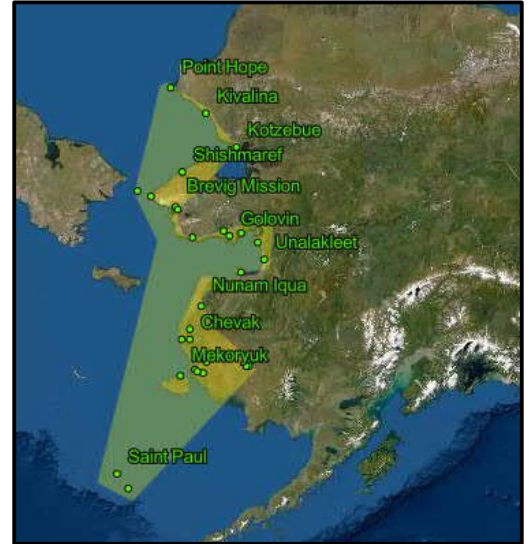 Point Hope
Kivalina
Kotzebue
Shishmaref
Brevig Mission
Golovin
Unalakleet
Nunam Iqua
Chevak
Mekoryuk
Saint Paul